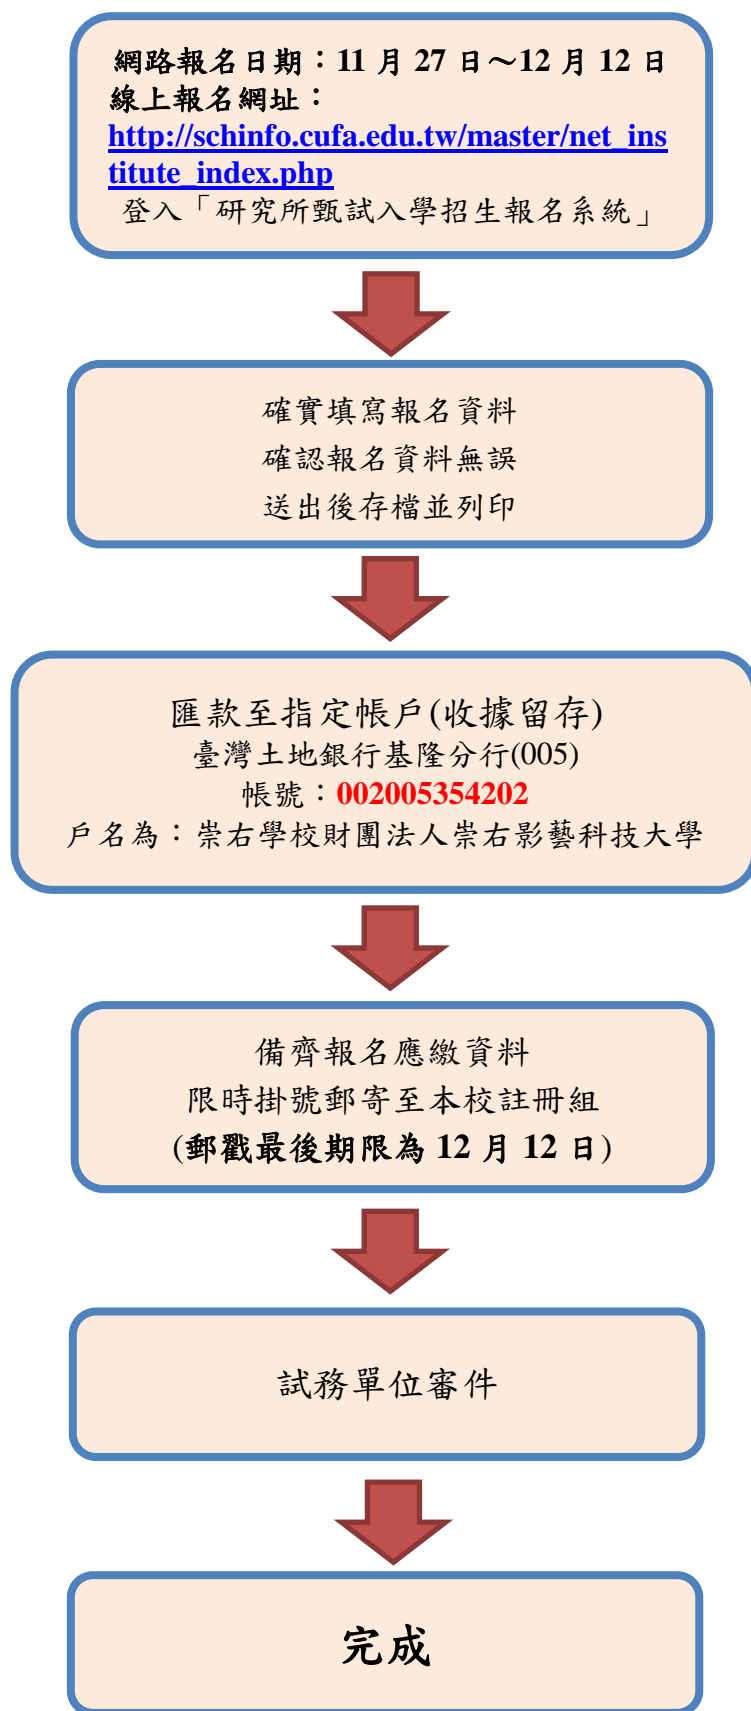 網路報名日期：11 月 27 日～12 月 12 日
線上報名網址：
http://schinfo.cufa.edu.tw/master/net_ins
titute_index.php
登入「研究所甄試入學招生報名系統」
確實填寫報名資料
確認報名資料無誤
送出後存檔並列印
匯款至指定帳戶(收據留存)
臺灣土地銀行基隆分行(005)
帳號：002005354202
戶名為：崇右學校財團法人崇右影藝科技大學
備齊報名應繳資料
限時掛號郵寄至本校註冊組
(郵戳最後期限為 12 月 12 日)
試務單位審件
完成